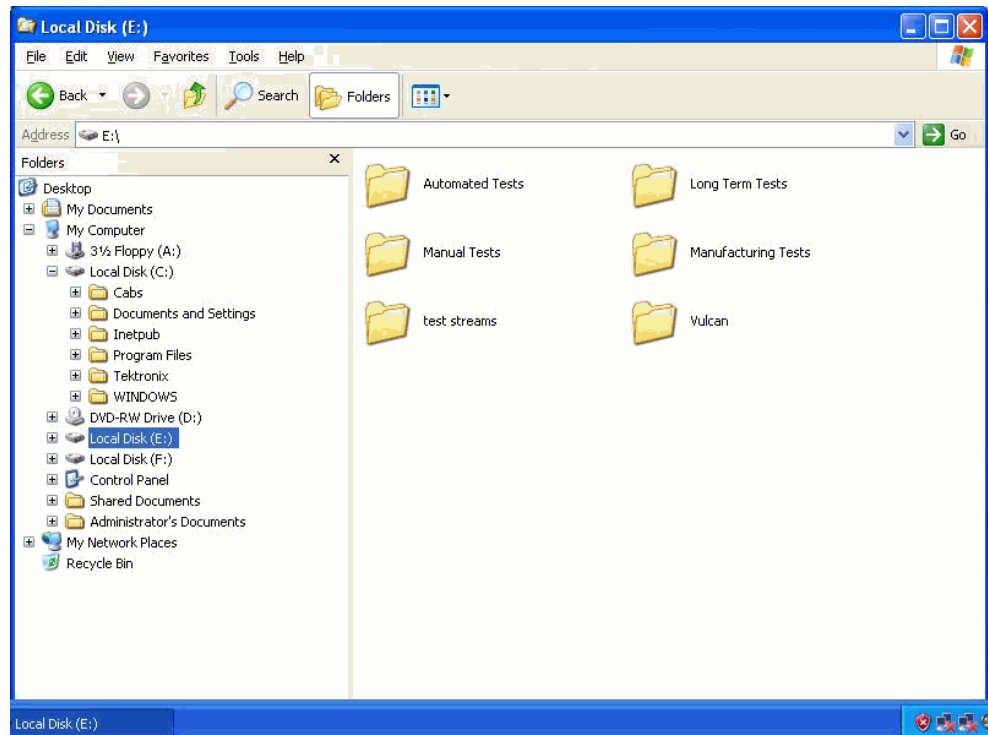 Local Disk (E:)
File Edit View Favorites Tools Help
Back Search Folders
Address E:\ Go
Folders
Desktop
My Documents
My Computer
3½ Floppy (A:)
Local Disk (C:)
Cabs
Documents and Settings
Inetpub
Program Files
Tektronix
WINDOWS
DVD-RW Drive (D:)
Local Disk (E:)
Local Disk (F:)
Control Panel
Shared Documents
Administrator's Documents
My Network Places
Recycle Bin
Automated Tests Long Term Tests
Manual Tests Manufacturing Tests
test streams Vulcan
Local Disk (E:)